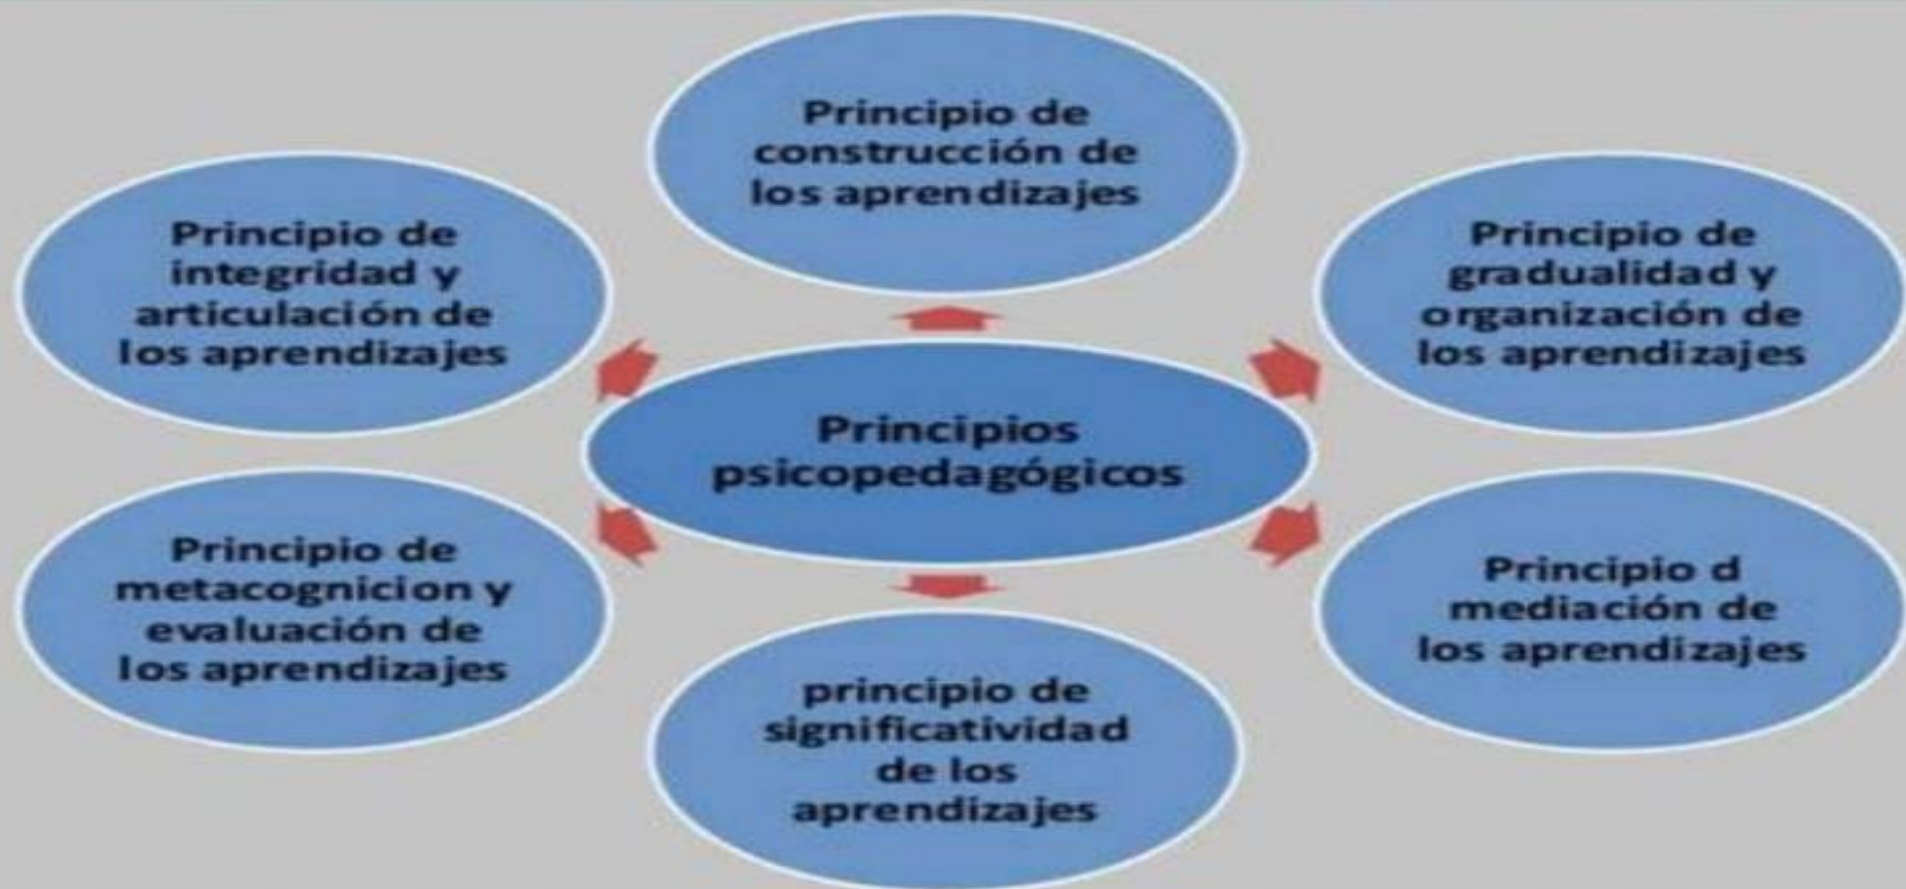 Principio de
construcción de
los aprendizajes
Principio de
integridad y
articulación de
los aprendizajes
Principio de
gradualidad y
organización de
los aprendizajes
Principios
psicopedagógicos
Principio de
metacognicion y
evaluación de
los aprendizajes
Principio d
mediación de
los aprendizajes
principio de
significatividad
de los
aprendizajes